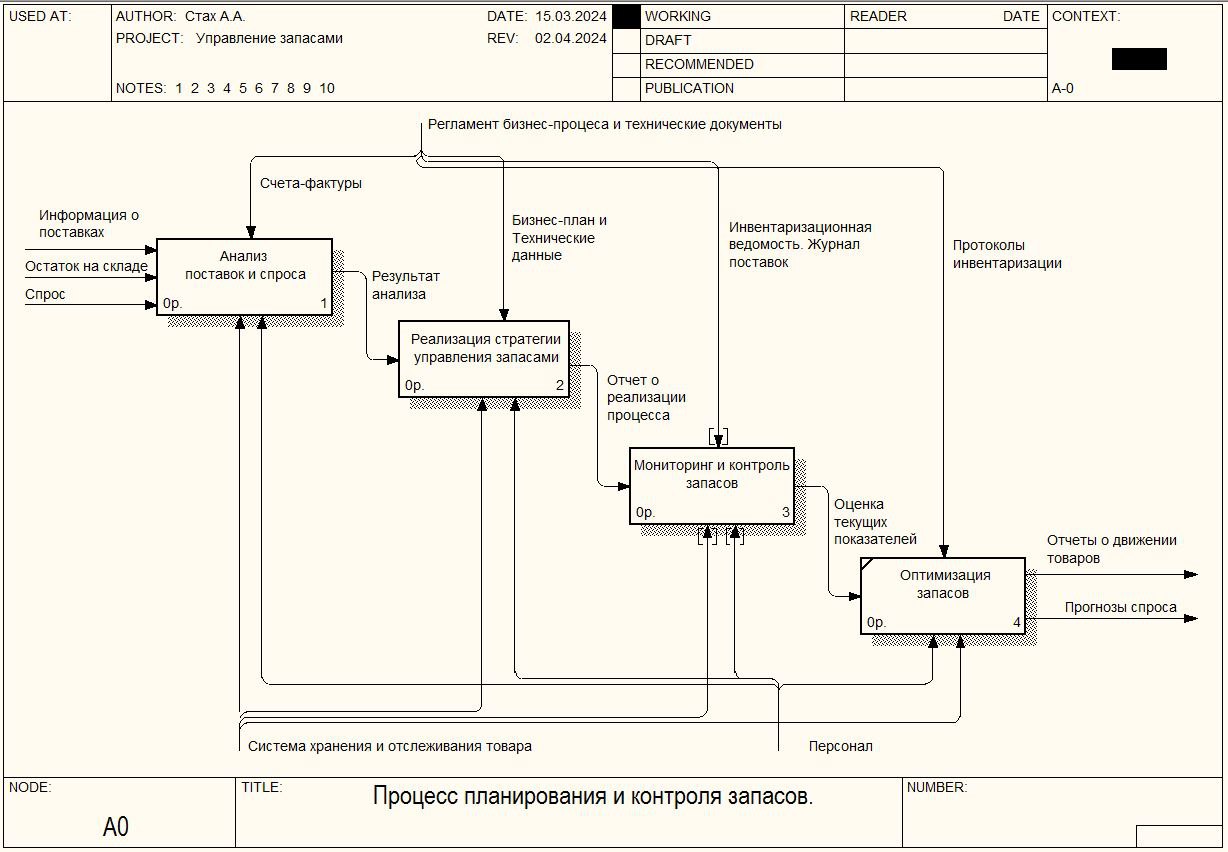 USED AT:
AUTHOR: Стах А.А.
DATE: 15.03.2024
PROJECT: Управление запасами
REV: 02.04.2024
NOTES: 1 2 3 4 5 6 7 8 9 10
WORKING
DRAFT
RECOMMENDED
PUBLICATION
READER
DATE
CONTEXT:
A-0
Регламент бизнес-процеса и технические документы
Счета-фактуры
Информация о
поставках
Остаток на складе
Спрос
Анализ
поставок и спроса
0р.
1
Результат
анализа
Бизнес-план и
Технические
данные
Инвентаризационная
ведомость. Журнал
поставок
Протоколы
инвентаризации
Реализация стратегии
управления запасами
0р.
2
Отчет о
реализации
процесса
Мониторинг и контроль
запасов
0р.
3
Оценка
текущих
показателей
Оптимизация
запасов
0р.
4
Отчеты о движении
товаров
Прогнозы спроса
Система хранения и отслеживания товара
Персонал
NODE:
A0
TITLE:
Процесс планирования и контроля запасов.
NUMBER: